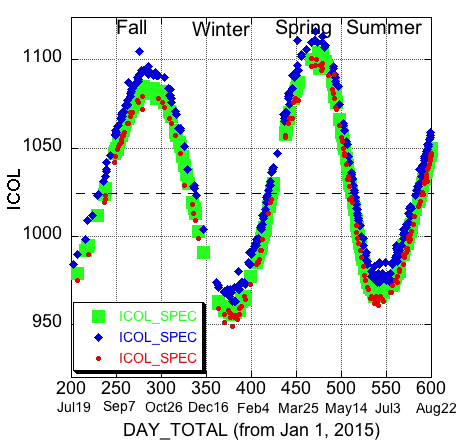 Fall Winter Spring Summer
1100
1050
1000
950
ICOL
ICOL_SPEC
ICOL_SPEC
ICOL_SPEC
200 250 300 350 400 450 500 550 600
Jul19 Sep7 Oct26 Dec16 Feb4 Mar25 May14 Jul3 Aug22
DAY_TOTAL (from Jan 1, 2015)